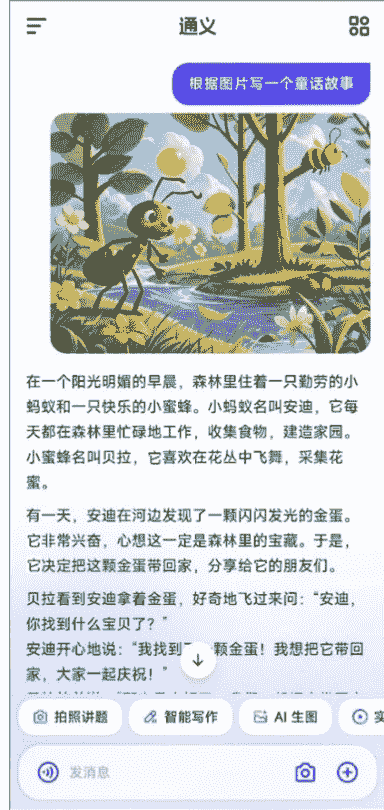 通义
根据图片写一个童话故事
在一个阳光明媚的早晨，森林里住着一只勤劳的小
蚂蚁和一只快乐的小蜜蜂。小蚂蚁名叫安迪，它每
天都在森林里忙碌地工作，收集食物，建造家园。
小蜜蜂名叫贝拉，它喜欢在花丛中飞舞，采集花
蜜。
有一天，安迪在河边发现了一颗闪闪发光的金蛋。
它非常兴奋，心想这一定是森林里的宝藏。于是，
它决定把这颗金蛋带回家，分享给它的朋友们。
贝拉看到安迪拿着金蛋，好奇地飞过来问：“安迪，
你找到什么宝贝了？”
安迪开心地说：“我找到了 颗金蛋！我想把它带回
家，大家一起庆祝！”
拍照讲题 智能写作 AI 生图 实
发消息